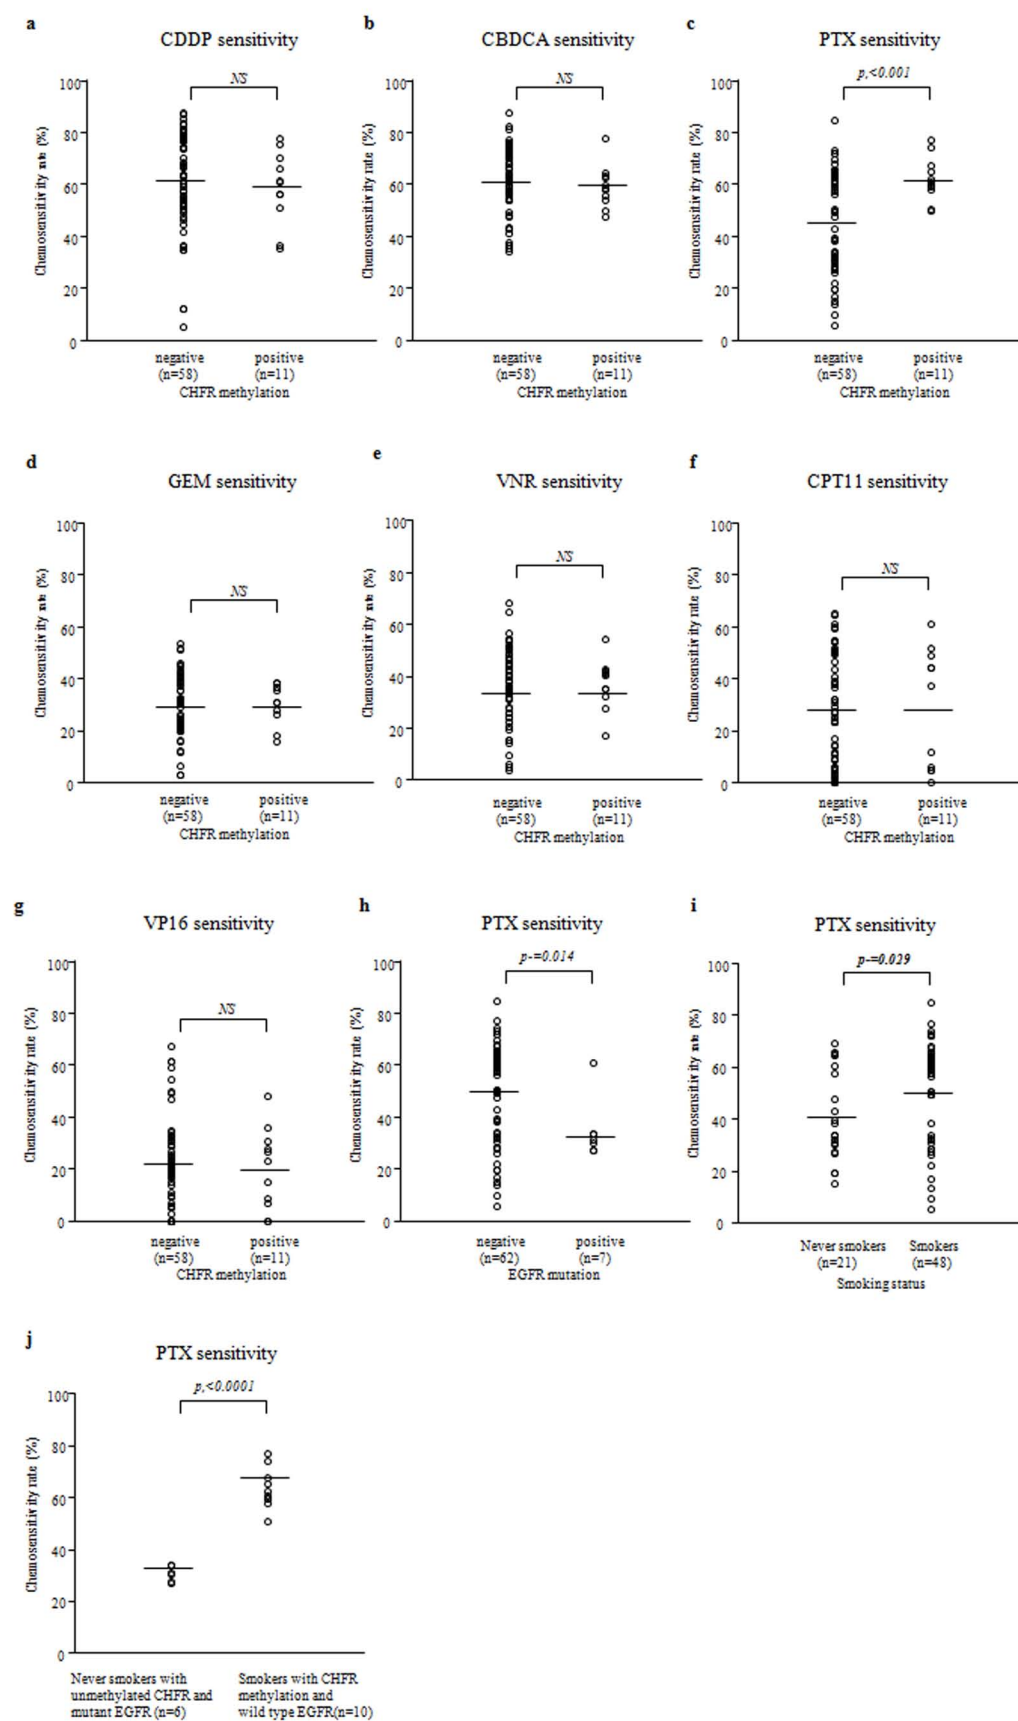 a
CDDP sensitivity
NS
Chemosensitivity rate (%)
100
80
60
40
20
0
negative
(n=58)
positive
(n=11)
CHFR methylation
b
CBDCA sensitivity
NS
Chemosensitivity rate (%)
100
80
60
40
20
0
negative
(n=58)
positive
(n=11)
CHFR methylation
c
PTX sensitivity
p,<0.001
Chemosensitivity rate (%)
100
80
60
40
20
0
negative
(n=58)
positive
(n=11)
CHFR methylation
d
GEM sensitivity
NS
Chemosensitivity rate (%)
100
80
60
40
20
0
negative
(n=58)
positive
(n=11)
CHFR methylation
e
VNR sensitivity
NS
Chemosensitivity rate (%)
100
80
60
40
20
0
negative
(n=58)
positive
(n=11)
CHFR methylation
f
CPT11 sensitivity
NS
Chemosensitivity rate (%)
100
80
60
40
20
0
negative
(n=58)
positive
(n=11)
CHFR methylation
g
VP16 sensitivity
NS
Chemosensitivity rate (%)
100
80
60
40
20
0
negative
(n=58)
positive
(n=11)
CHFR methylation
h
PTX sensitivity
p-=0.014
Chemosensitivity rate (%)
100
80
60
40
20
0
negative
(n=62)
positive
(n=7)
EGFR mutation
i
PTX sensitivity
p-=0.029
Chemosensitivity rate (%)
100
80
60
40
20
0
Never smokers
(n=21)
Smokers
(n=48)
Smoking status
j
PTX sensitivity
p,<0.0001
Chemosensitivity rate (%)
100
80
60
40
20
0
Never smokers with
unmethylated CHFR and
mutant EGFR (n=6)
Smokers with CHFR
methylation and
wild type EGFR(n=10)